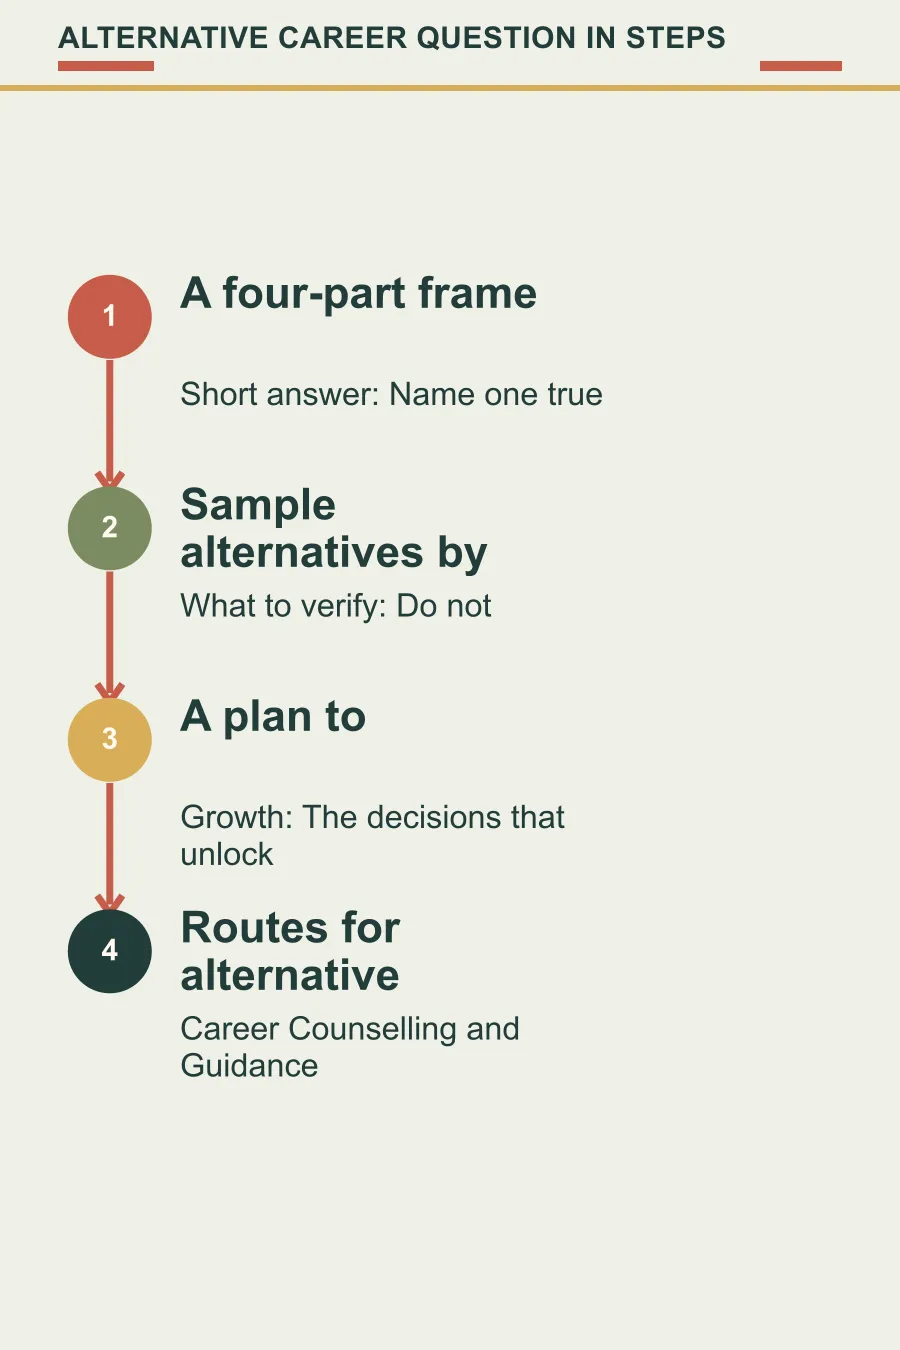 ALTERNATIVE CAREER QUESTION IN STEPS
1
A four-part frame
Short answer: Name one true
2
Sample
alternatives by
What to verify: Do not
3
A plan to
Growth: The decisions that
unlock
4
Routes for
alternative
Career Counselling and
Guidance